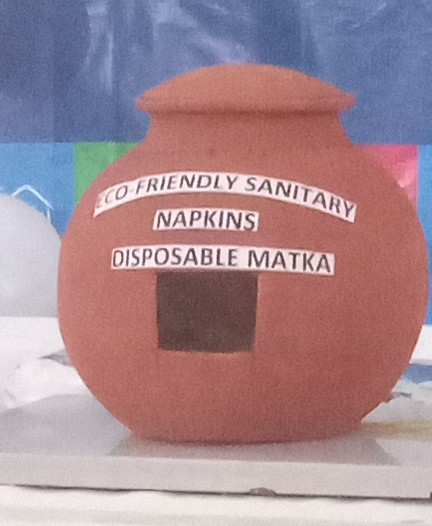 ECO-FRIENDLY SANITARY
NAPKINS
DISPOSABLE MATKA